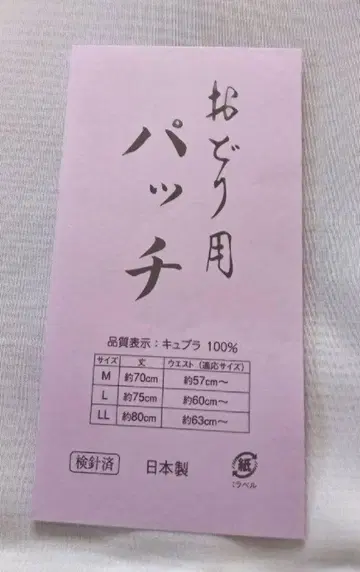 おどり用
パッチ
品質表示：キュプラ 100%
サイズ 丈 ウエスト（適応サイズ）
M 約70cm 約57cm～
L 約75cm 約60cm～
LL 約80cm 約63cm～
検針済 日本製 紙
:ラベル